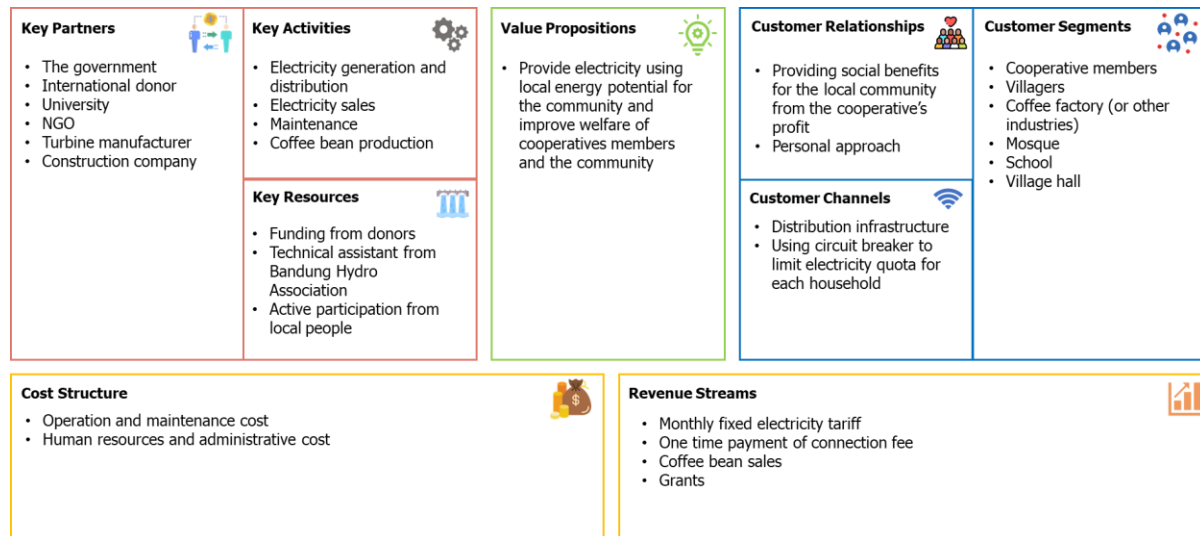 Key Partners
• The government
• International donor
• University
• NGO
• Turbine manufacturer
• Construction company
Key Activities
• Electricity generation and
distribution
• Electricity sales
• Maintenance
• Coffee bean production
Key Resources
• Funding from donors
• Technical assistant from
Bandung Hydro
Association
• Active participation from
local people
Value Propositions
• Provide electricity using
local energy potential for
the community and
improve welfare of
cooperatives members
and the community
Customer Relationships
• Providing social benefits
for the local community
from the cooperative's
profit
• Personal approach
Customer Channels
• Distribution infrastructure
• Using circuit breaker to
limit electricity quota for
each household
Customer Segments
• Cooperative members
• Villagers
• Coffee factory (or other
industries)
• Mosque
• School
• Village hall
Cost Structure
• Operation and maintenance cost
• Human resources and administrative cost
$
Revenue Streams
• Monthly fixed electricity tariff
• One time payment of connection fee
• Coffee bean sales
• Grants